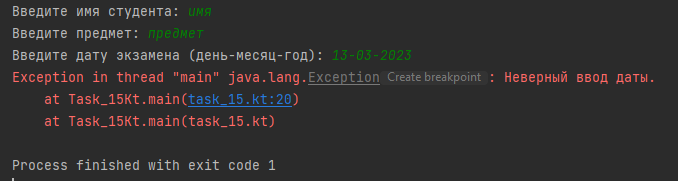 Введите имя студента: имя
Введите предмет: предмет
Введите дату экзамена (день-месяц-год): 13-03-2023
Exception in thread "main" java.lang.Exception Create breakpoint : Неверный ввод даты.
    at Task_15Kt.main(task_15.kt:20)
    at Task_15Kt.main(task_15.kt)
Process finished with exit code 1